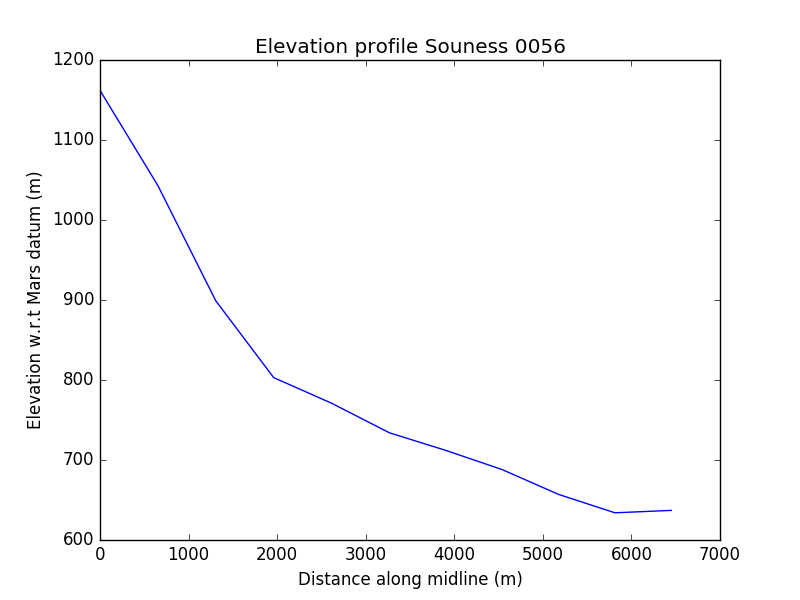 Elevation profile Souness 0056
1200
1100
1000
900
800
700
600
Elevation w.r.t Mars datum (m)
0 1000 2000 3000 4000 5000 6000 7000
Distance along midline (m)